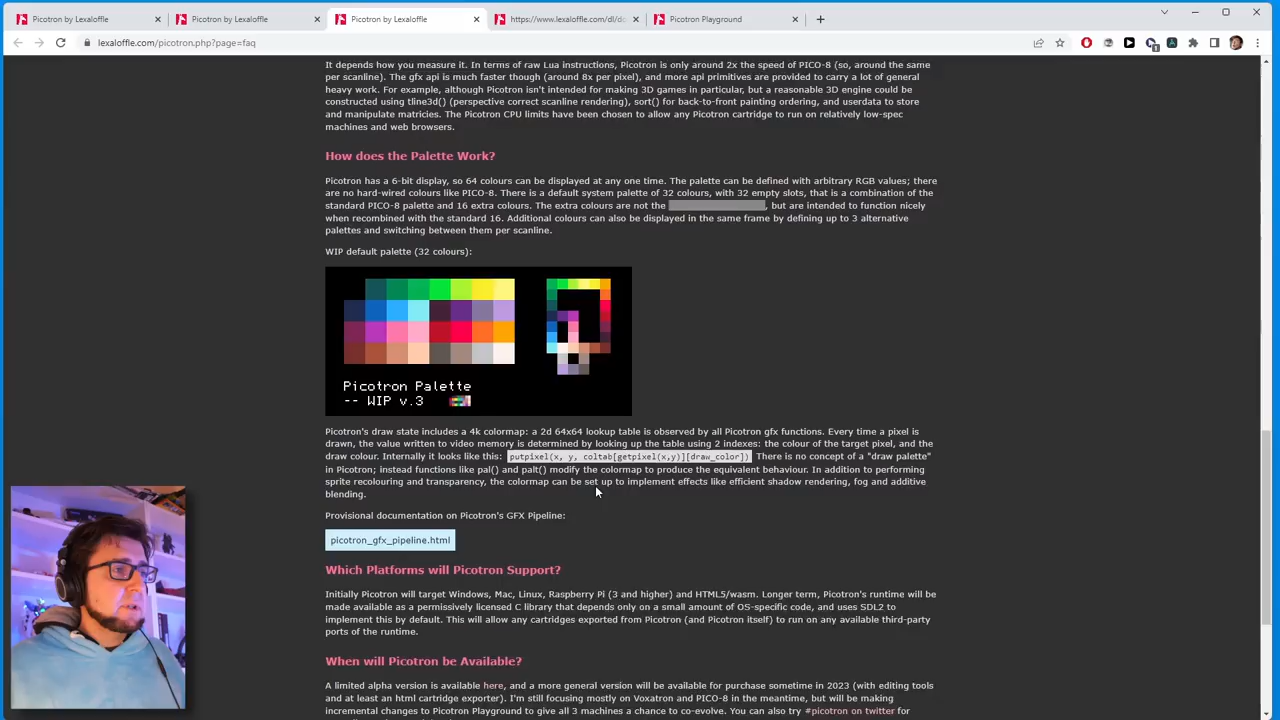 Picotron by Lexaloffle
Picotron by Lexaloffle
Picotron by Lexaloffle
https://www.lexaloffle.com/dl/do
Picotron Playground
lexaloffle.com/picotron.php?page=faq
It depends how you measure it. In terms of raw Lua instructions, Picotron is only around 2x the speed of PICO-8 (so, around the same
per scanline). The gfx api is much faster though (around 8x per pixel), and more api primitives are provided to carry a lot of general
heavy work. For example, although Picotron isn't intended for making 3D games in particular, but a reasonable 3D engine could be
constructed using tline3d() (perspective correct scanline rendering), sort() for back-to-front painting ordering, and userdata to store
and manipulate matricies. The Picotron CPU limits have been chosen to allow any Picotron cartridge to run on relatively low-spec
machines and web browsers.
How does the Palette Work?
Picotron has a 6-bit display, so 64 colours can be displayed at any one time. The palette can be defined with arbitrary RGB values; there
are no hard-wired colours like PICO-8. There is a default system palette of 32 colours, with 32 empty slots, that is a combination of the
standard PICO-8 palette and 16 extra colours. The extra colours are not the , but are intended to function nicely
when recombined with the standard 16. Additional colours can also be displayed in the same frame by defining up to 3 alternative
palettes and switching between them per scanline.
WIP default palette (32 colours):
Picotron Palette
-- WIP v.3
Picotron's draw state includes a 4k colormap: a 2d 64x64 lookup table is observed by all Picotron gfx functions. Every time a pixel is
drawn, the value written to video memory is determined by looking up the table using 2 indexes: the colour of the target pixel, and the
draw colour. Internally it looks like this: putpixel(x, y, coltab[getpixel(x,y)][draw_color]) There is no concept of a "draw palette"
in Picotron; instead functions like pal() and palt() modify the colormap to produce the equivalent behaviour. In addition to performing
sprite recolouring and transparency, the colormap can be set up to implement effects like efficient shadow rendering, fog and additive
blending.
Provisional documentation on Picotron's GFX Pipeline:
picotron_gfx_pipeline.html
Which Platforms will Picotron Support?
Initially Picotron will target Windows, Mac, Linux, Raspberry Pi (3 and higher) and HTML5/wasm. Longer term, Picotron's runtime will be
made available as a permissively licensed C library that depends only on a small amount of OS-specific code, and uses SDL2 to
implement this by default. This will allow any cartridges exported from Picotron (and Picotron itself) to run on any available third-party
ports of the runtime.
When will Picotron be Available?
A limited alpha version is available here, and a more general version will be available for purchase sometime in 2023 (with editing tools
and at least an html cartridge exporter). I'm still focusing mostly on Voxatron and PICO-8 in the meantime, but will be making
incremental changes to Picotron Playground to give all 3 machines a chance to co-evolve. You can also try #picotron on twitter for